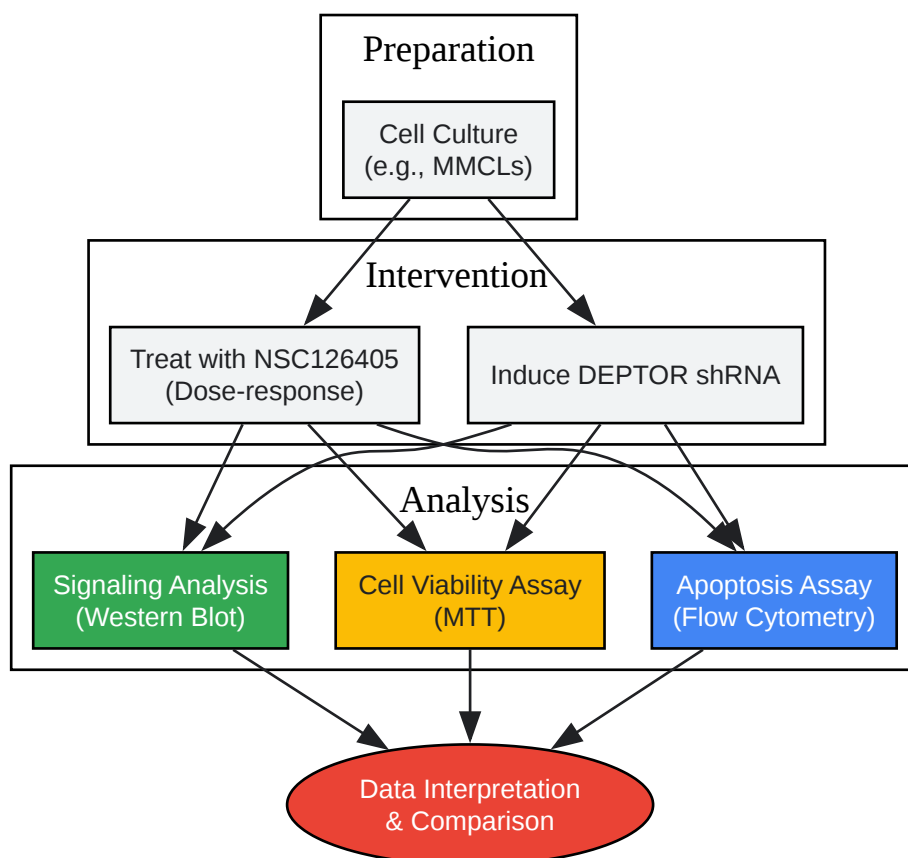 Preparation
Cell Culture
(e.g., MMCLs)
Intervention
Treat with NSC126405
(Dose-response)
Induce DEPTOR shRNA
Analysis
Signaling Analysis
(Western Blot)
Cell Viability Assay
(MTT)
Apoptosis Assay
(Flow Cytometry)
Data Interpretation
& Comparison